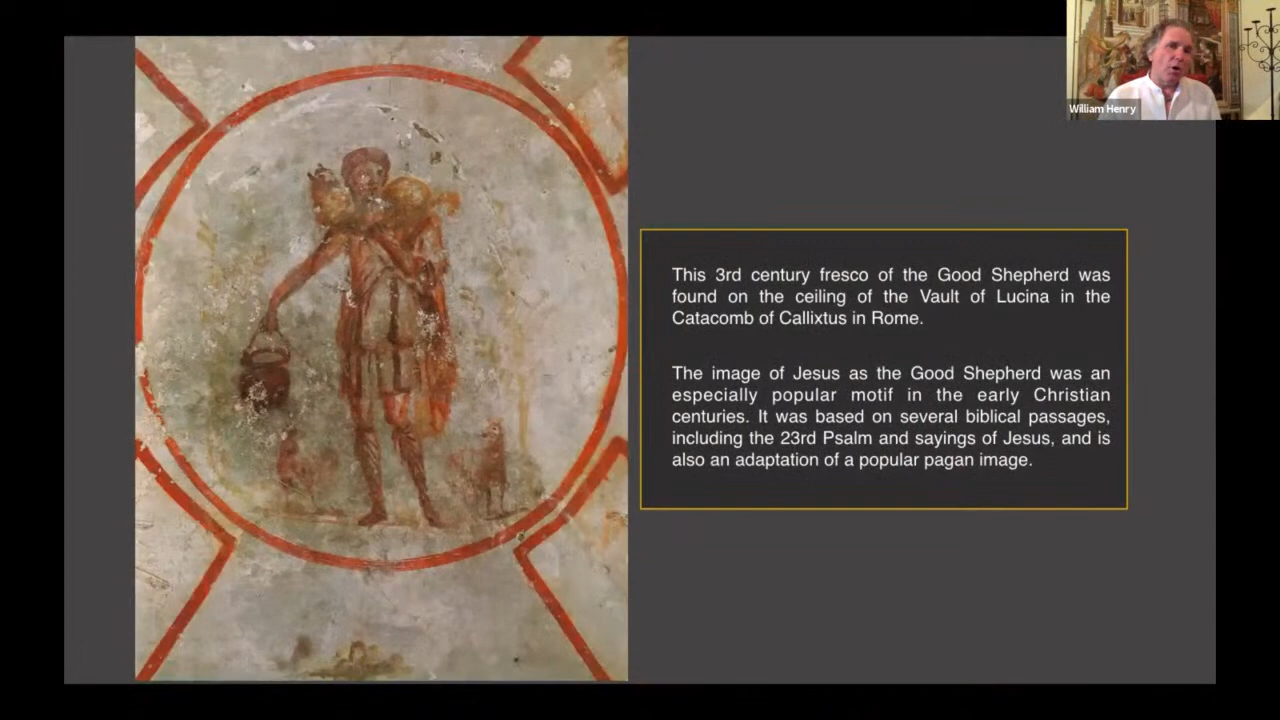 William Henry
This 3rd century fresco of the Good Shepherd was
found on the ceiling of the Vault of Lucina in the
Catacomb of Callixtus in Rome.
The image of Jesus as the Good Shepherd was an
especially popular motif in the early Christian
centuries. It was based on several biblical passages,
including the 23rd Psalm and sayings of Jesus, and is
also an adaptation of a popular pagan image.